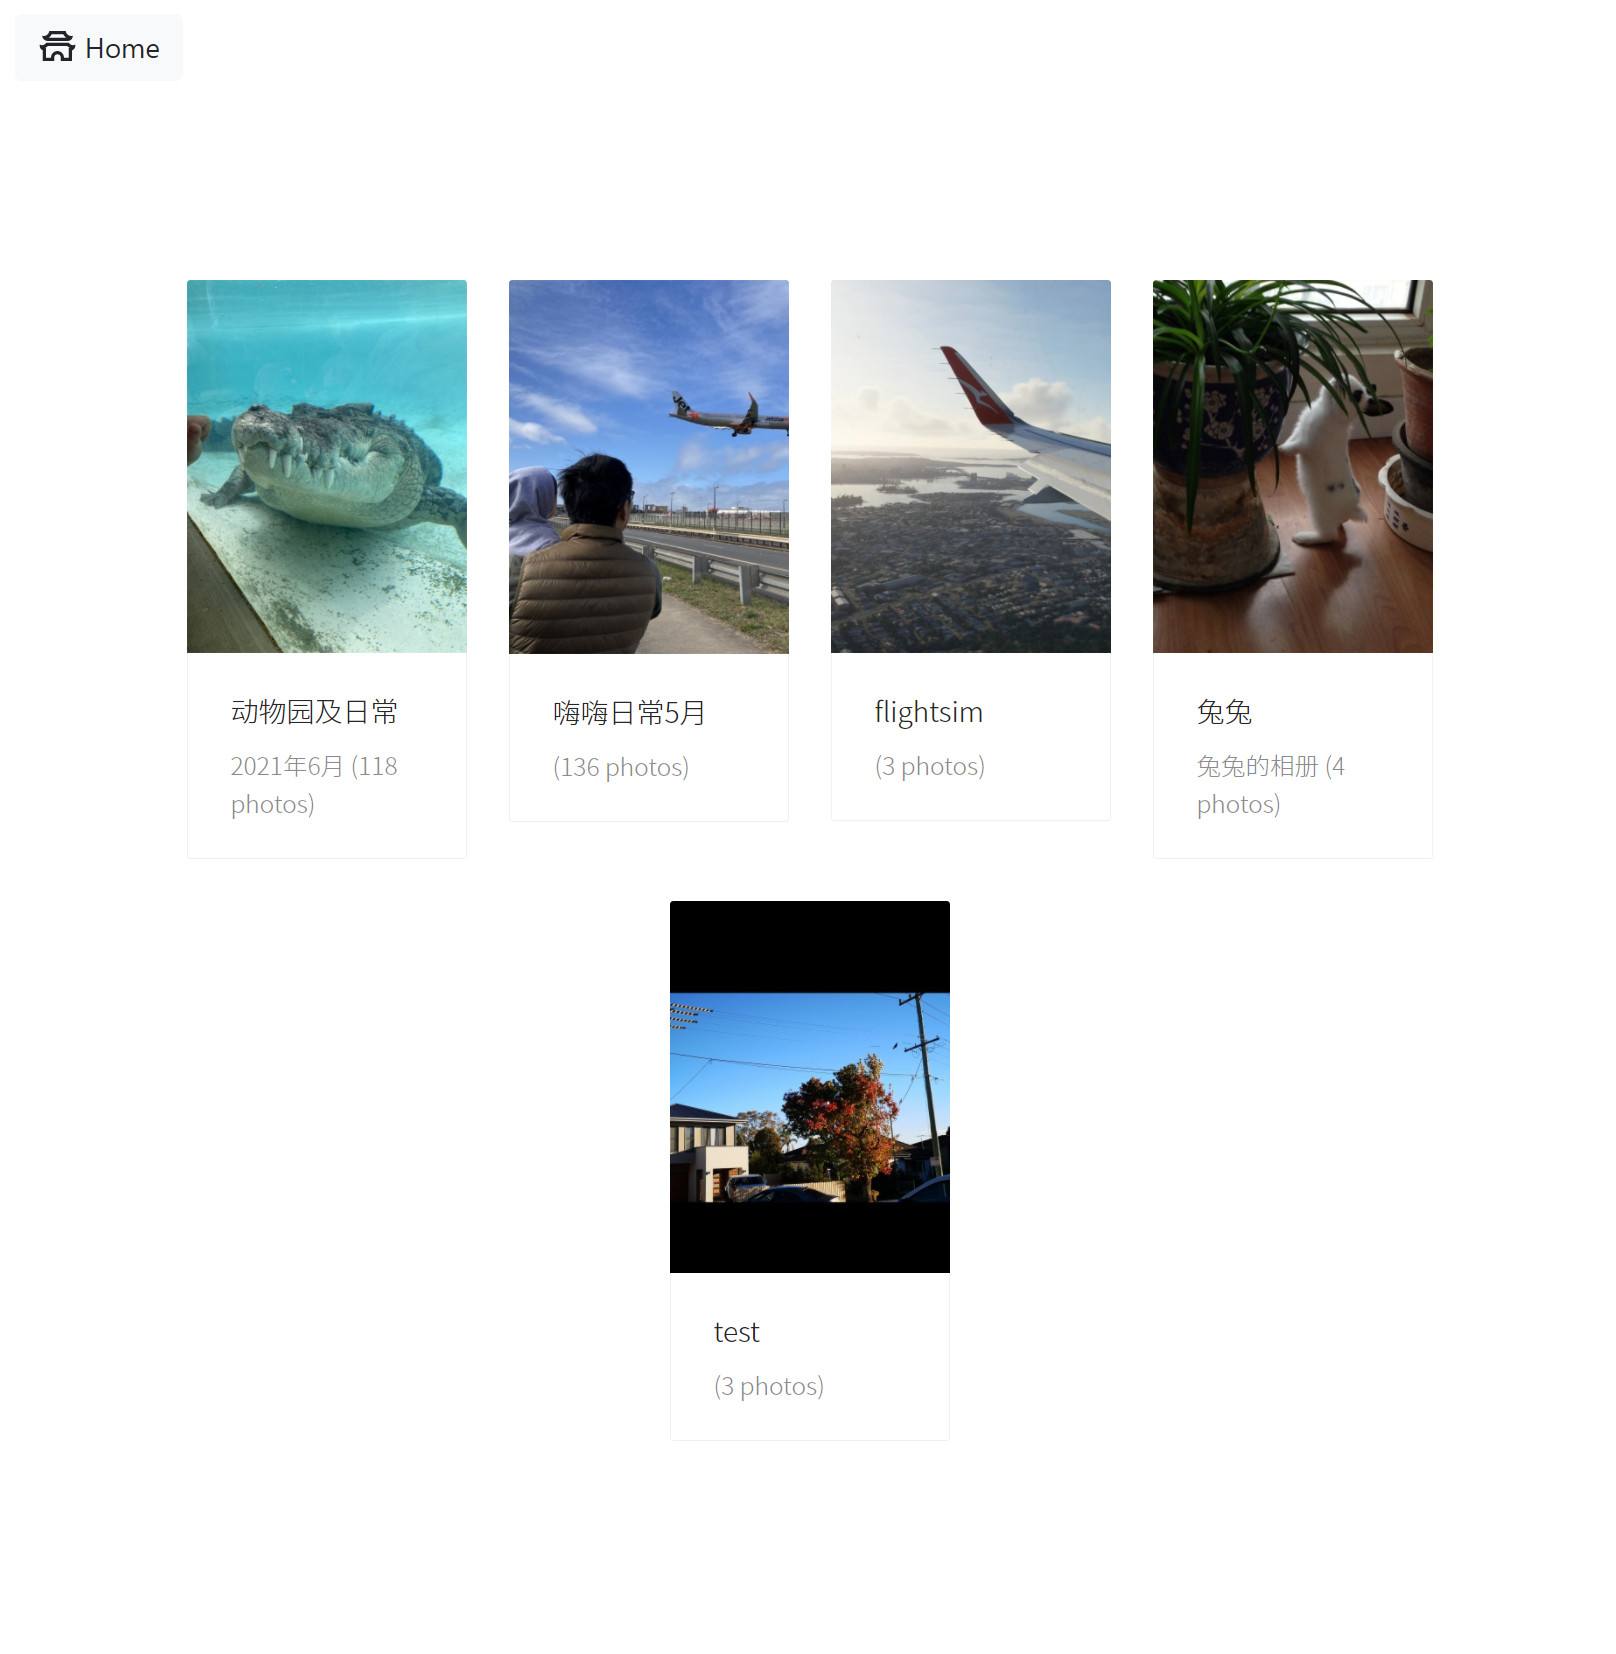 Home
动物园及日常
2021年6月 (118
photos)
嗨嗨日常5月
(136 photos)
flightsim
(3 photos)
兔兔
兔兔的相册 (4
photos)
test
(3 photos)